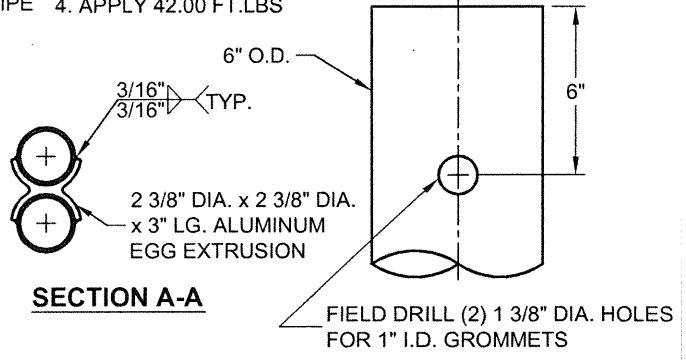 IPE 4. APPLY 42.00 FT.LBS
6" O.D.
3/16"
3/16"
TYP.
6"
2 3/8" DIA. x 2 3/8" DIA.
x 3" LG. ALUMINUM
EGG EXTRUSION
SECTION A-A
FIELD DRILL (2) 1 3/8" DIA. HOLES
FOR 1" I.D. GROMMETS